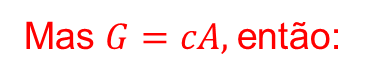 Mas G = cA, então: